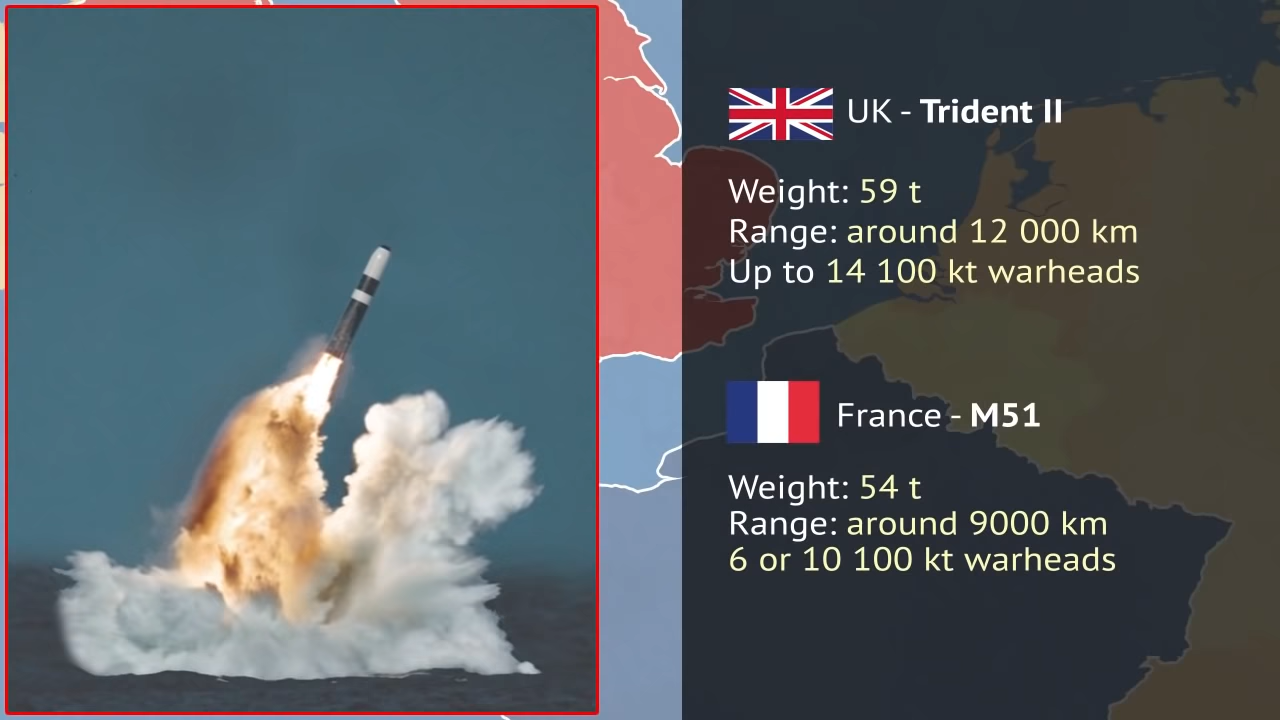 UK - Trident II
Weight: 59 t
Range: around 12 000 km
Up to 14 100 kt warheads
France - M51
Weight: 54 t
Range: around 9000 km
6 or 10 100 kt warheads